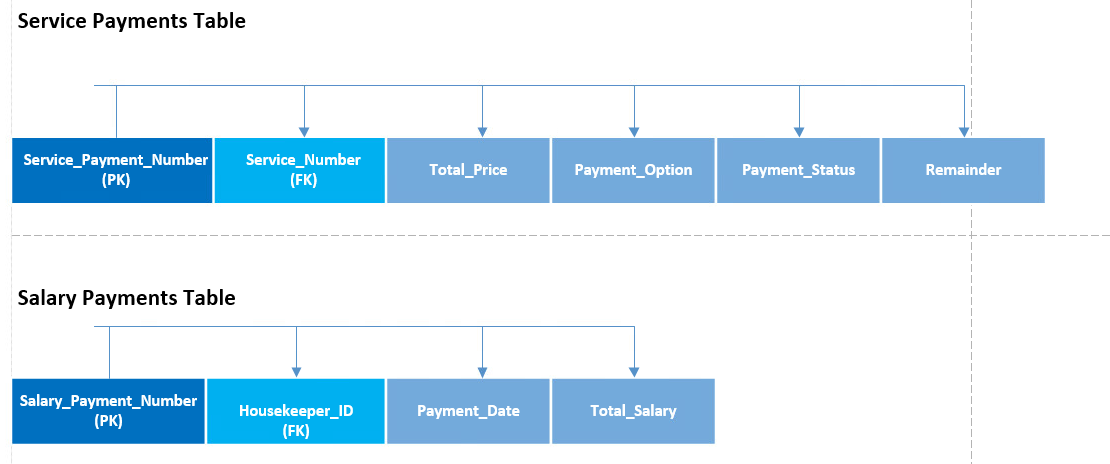 Service Payments Table
Service_Payment_Number
(PK)
Service_Number
(FK)
Total_Price
Payment_Option
Payment_Status
Remainder
Salary Payments Table
Salary_Payment_Number
(PK)
Housekeeper_ID
(FK)
Payment_Date
Total_Salary